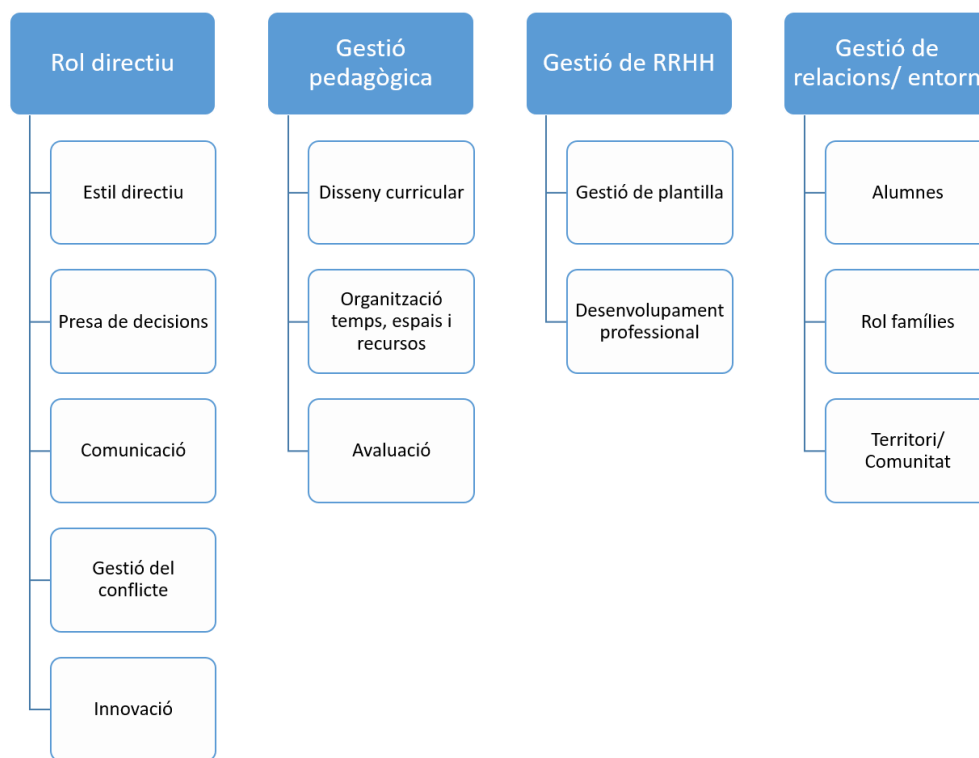 Rol directiu
Estil directiu
Presa de decisions
Comunicació
Gestió del
conflicte
Innovació
Gestió
pedagògica
Disseny curricular
Organització
temps, espais i
recursos
Avaluació
Gestió de RRHH
Gestió de plantilla
Desenvolupament
professional
Gestió de
relacions/ entorn
Alumnes
Rol famílies
Territori/
Comunitat